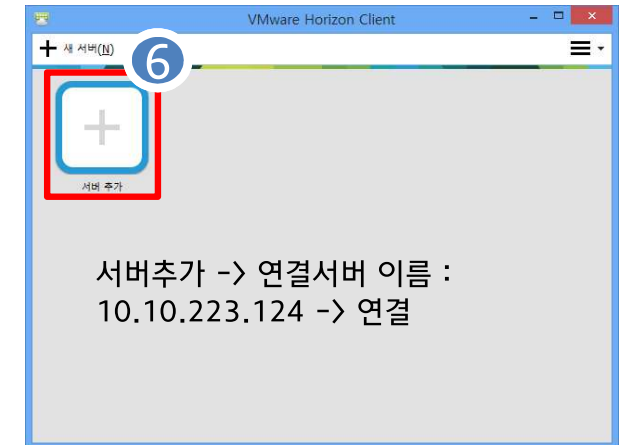 VMware Horizon Client
새 서버(N)
6
서버 추가
서버추가 -> 연결서버 이름 :
10.10.223.124 -> 연결